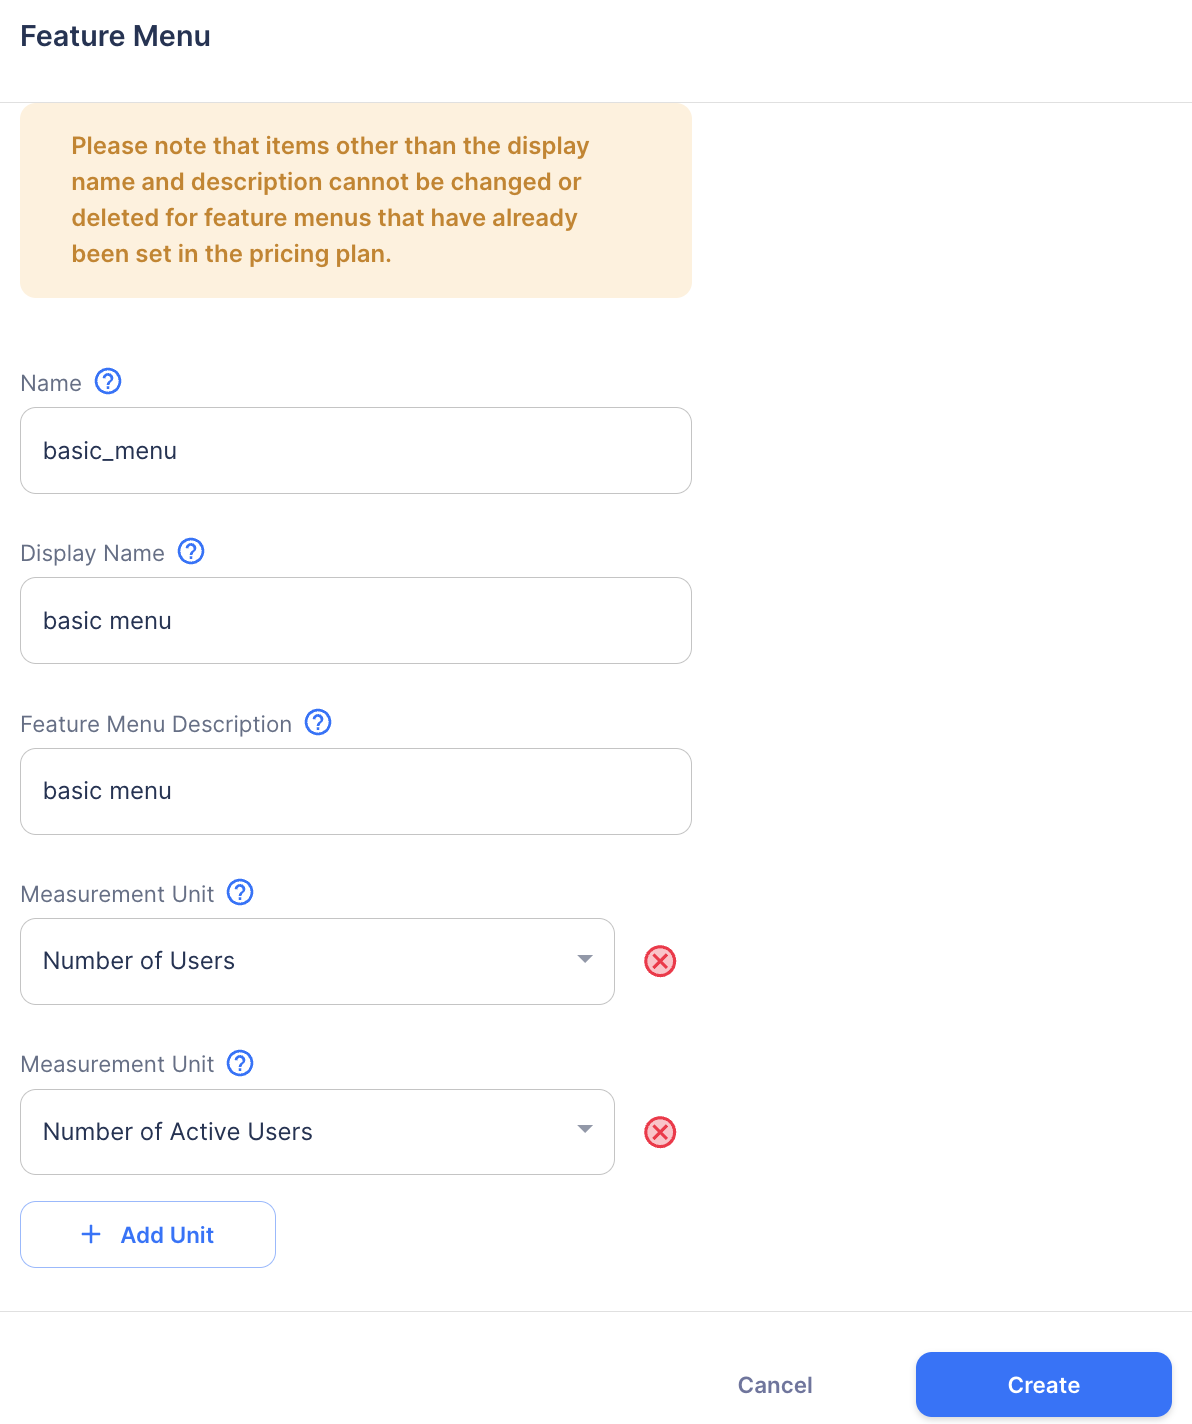 Feature Menu
Please note that items other than the display
name and description cannot be changed or
deleted for feature menus that have already
been set in the pricing plan.
Name
basic_menu
Display Name
basic menu
Feature Menu Description
basic menu
Measurement Unit
Number of Users
Measurement Unit
Number of Active Users
+ Add Unit
Cancel
Create